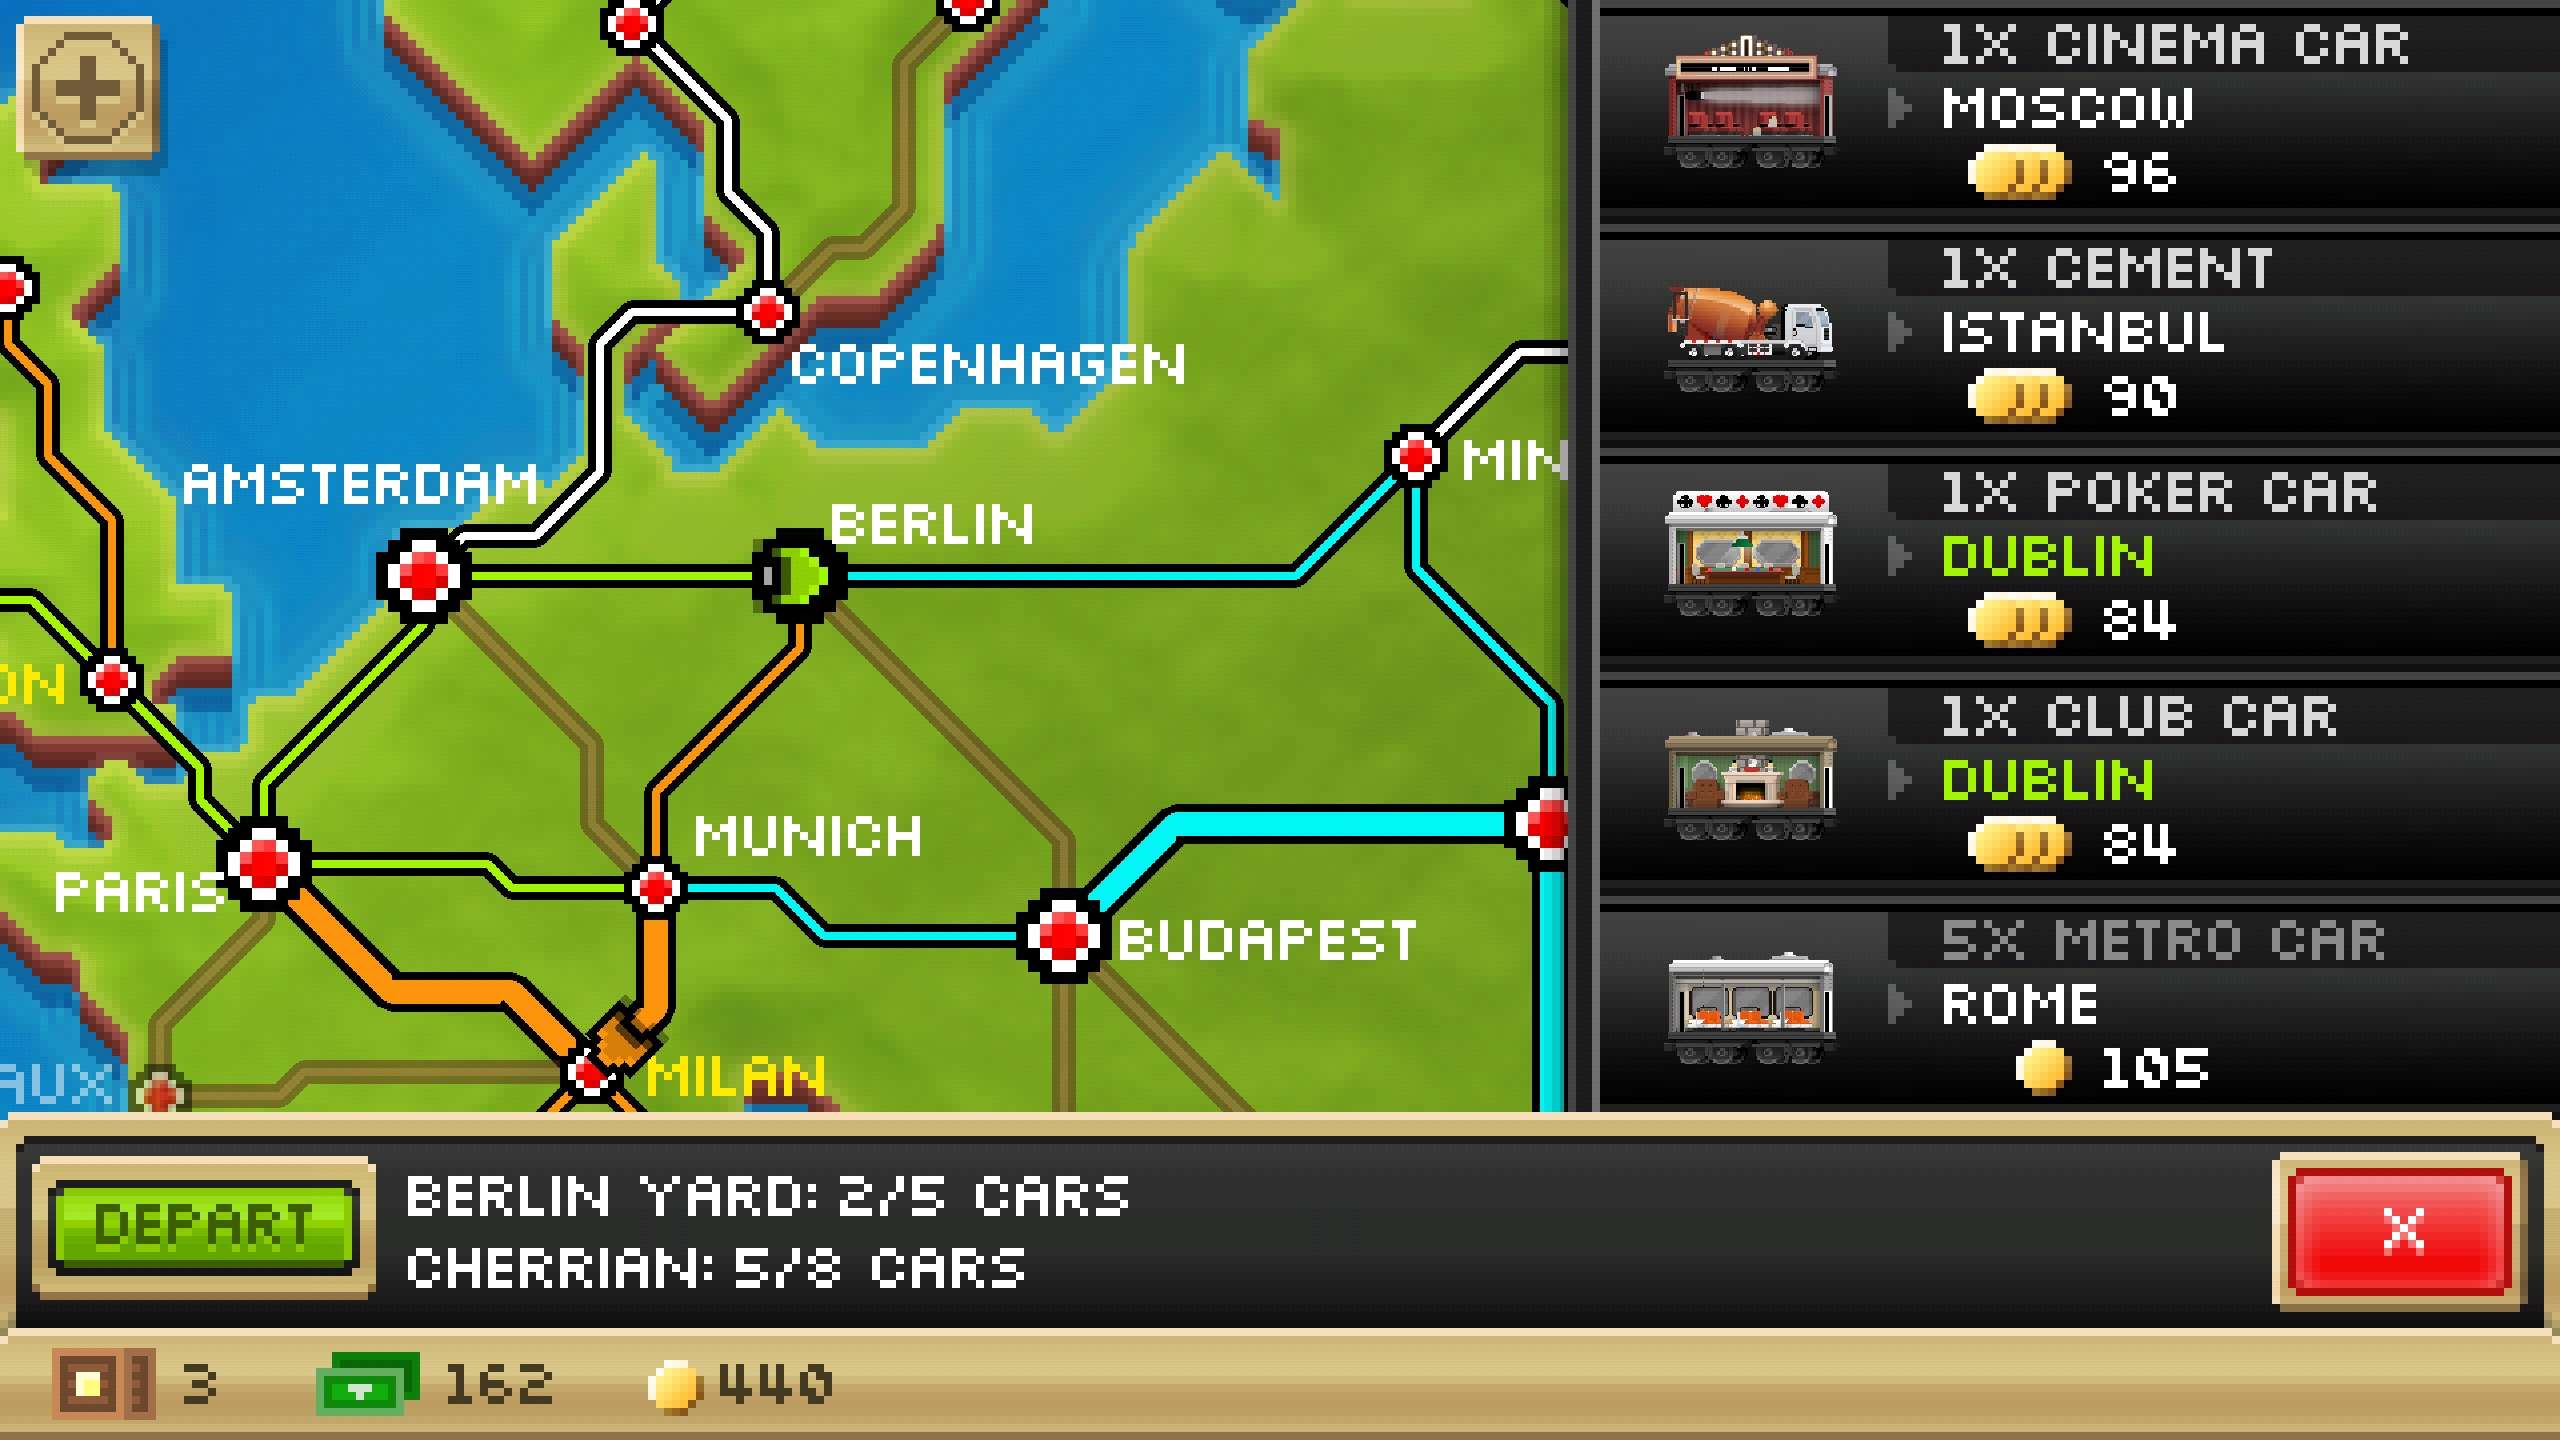 COPENHAGEN
AMSTERDAM
BERLIN
MIN
ON
MUNICH
PARIS
BUDAPEST
AUX
MILAN
1X CINEMA CAR
MOSCOW
96
1X CEMENT
ISTANBUL
90
1X POKER CAR
DUBLIN
84
1X CLUB CAR
DUBLIN
84
5X METRO CAR
ROME
105
DEPART
BERLIN YARD: 2/5 CARS
CHERRIAN: 5/8 CARS
X
3
162
440